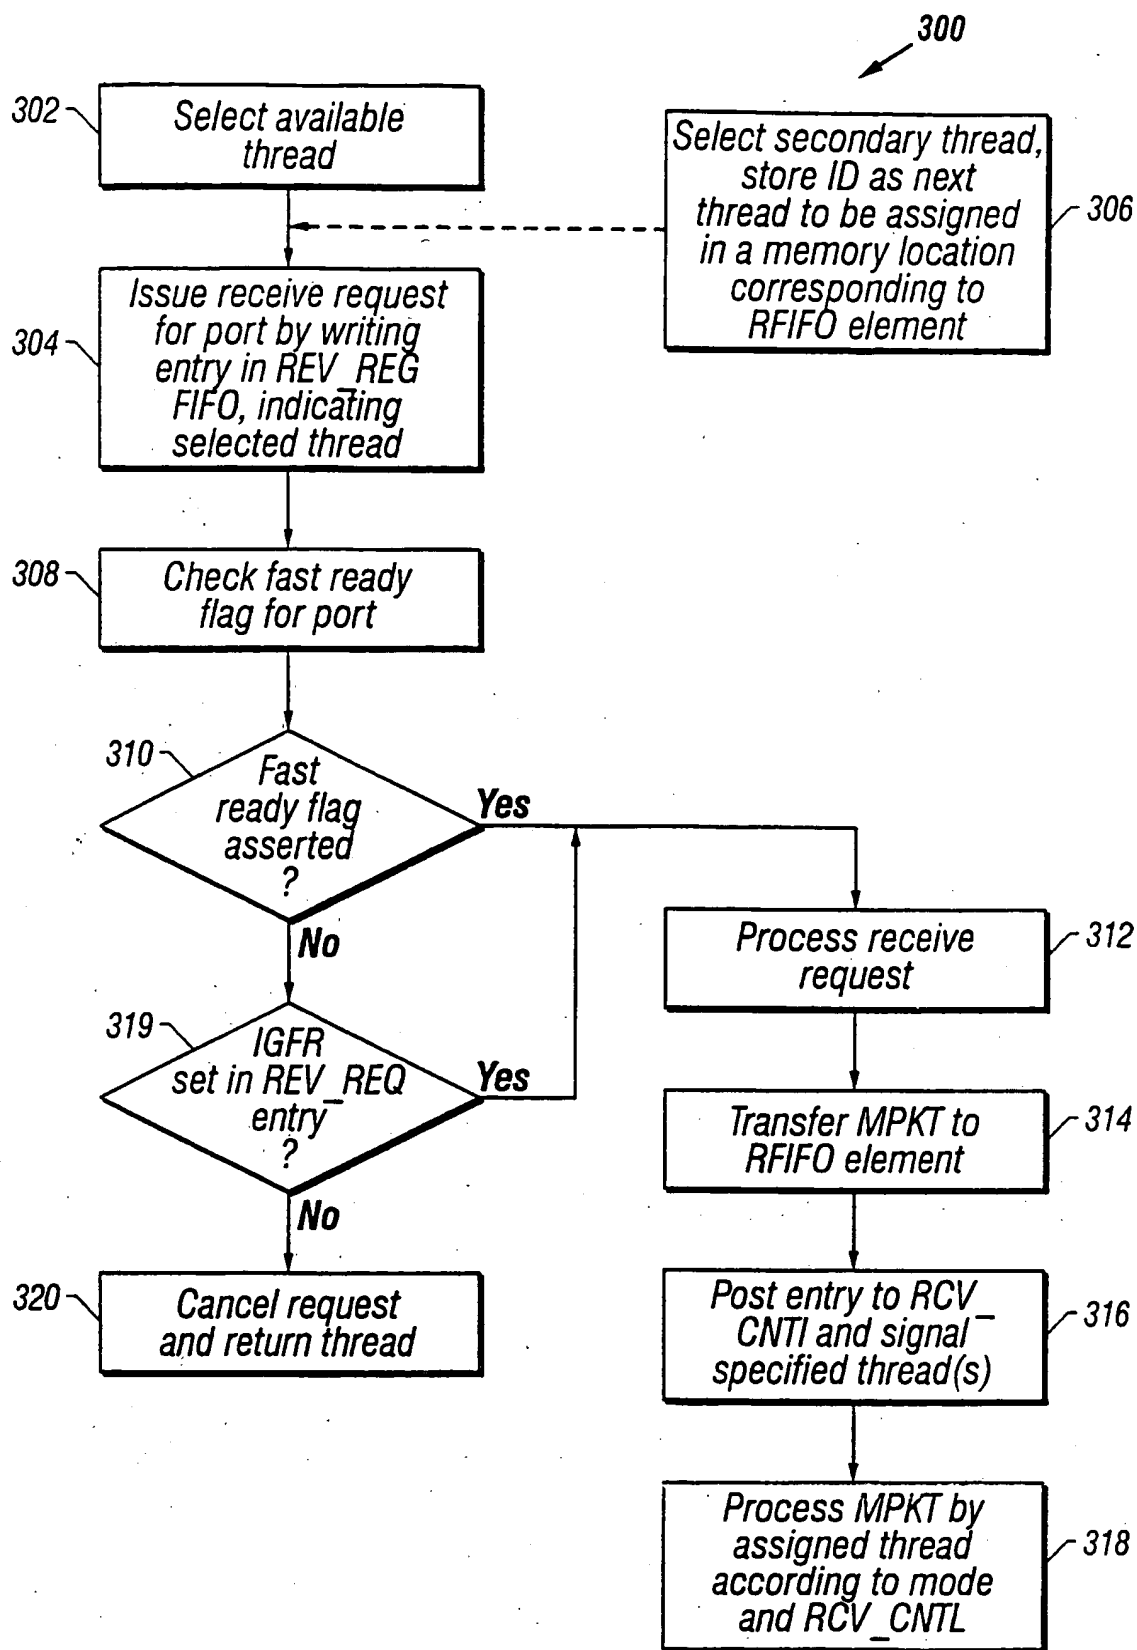 300
302
Select available
thread
Select secondary thread,
store ID as next
thread to be assigned
in a memory location
corresponding to
RFIFO element
306
304
Issue receive request
for port by writing
entry in REV_REG
FIFO, indicating
selected thread
308
Check fast ready
flag for port
310
Fast
ready flag
asserted
?
Yes
No
312
Process receive
request
319
IGFR
set in REV_REQ
entry
?
Yes
No
314
Transfer MPKT to
RFIFO element
320
Cancel request
and return thread
316
Post entry to RCV_
CNTl and signal
specified thread(s)
318
Process MPKT by
assigned thread
according to mode
and RCV_CNTL